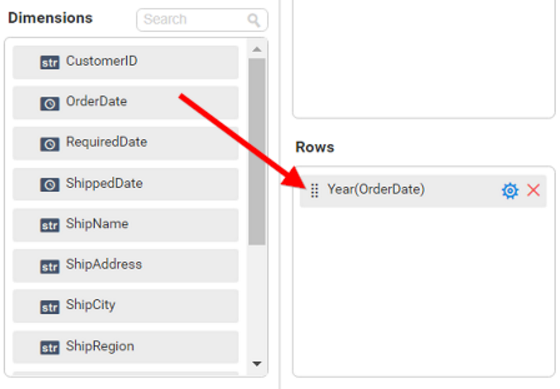 Dimensions
Search
str CustomerID
OrderDate
RequiredDate
ShippedDate
str ShipName
str ShipAddress
str ShipCity
str ShipRegion
Rows
Year(OrderDate)